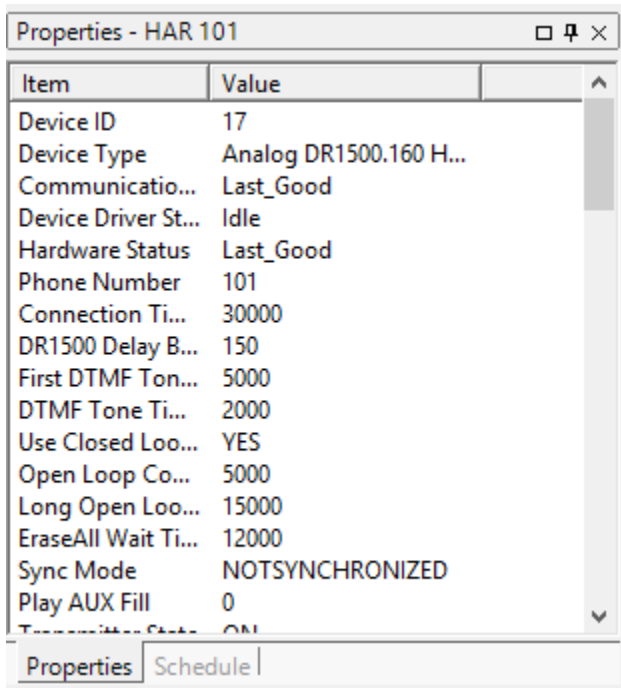 Properties - HAR 101
Item Value
Device ID 17
Device Type Analog DR1500.160 H...
Communicatio... Last_Good
Device Driver St... Idle
Hardware Status Last_Good
Phone Number 101
Connection Ti... 30000
DR1500 Delay B... 150
First DTMF Ton... 5000
DTMF Tone Ti... 2000
Use Closed Loo... YES
Open Loop Co... 5000
Long Open Loo... 15000
EraseAll Wait Ti... 12000
Sync Mode NOTSYNCHRONIZED
Play AUX Fill 0
Transmitter State ON
Properties Schedule